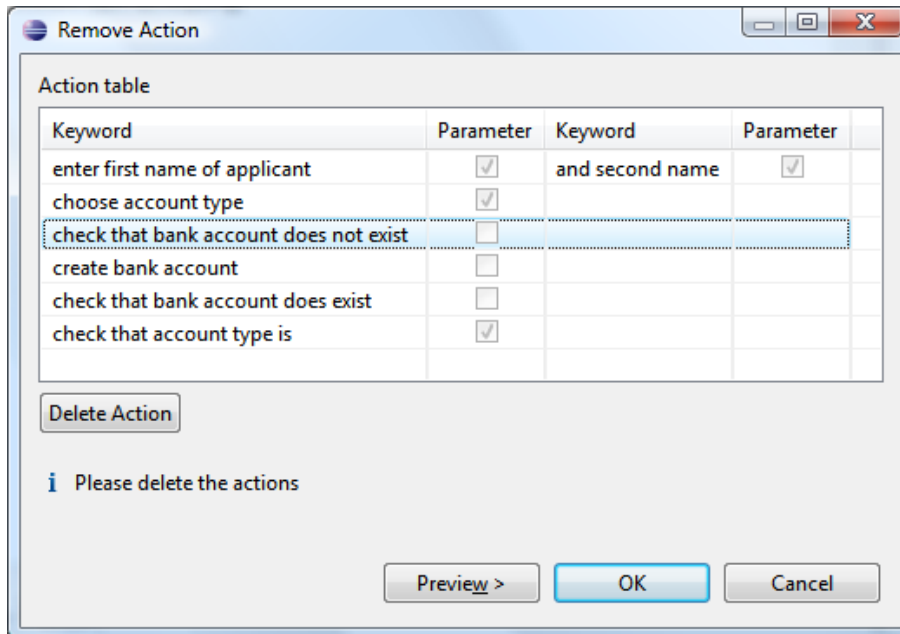 Remove Action
Action table
Keyword Parameter Keyword Parameter
enter first name of applicant and second name
choose account type
check that bank account does not exist
create bank account
check that bank account does exist
check that account type is
Delete Action
i Please delete the actions
Preview > OK Cancel